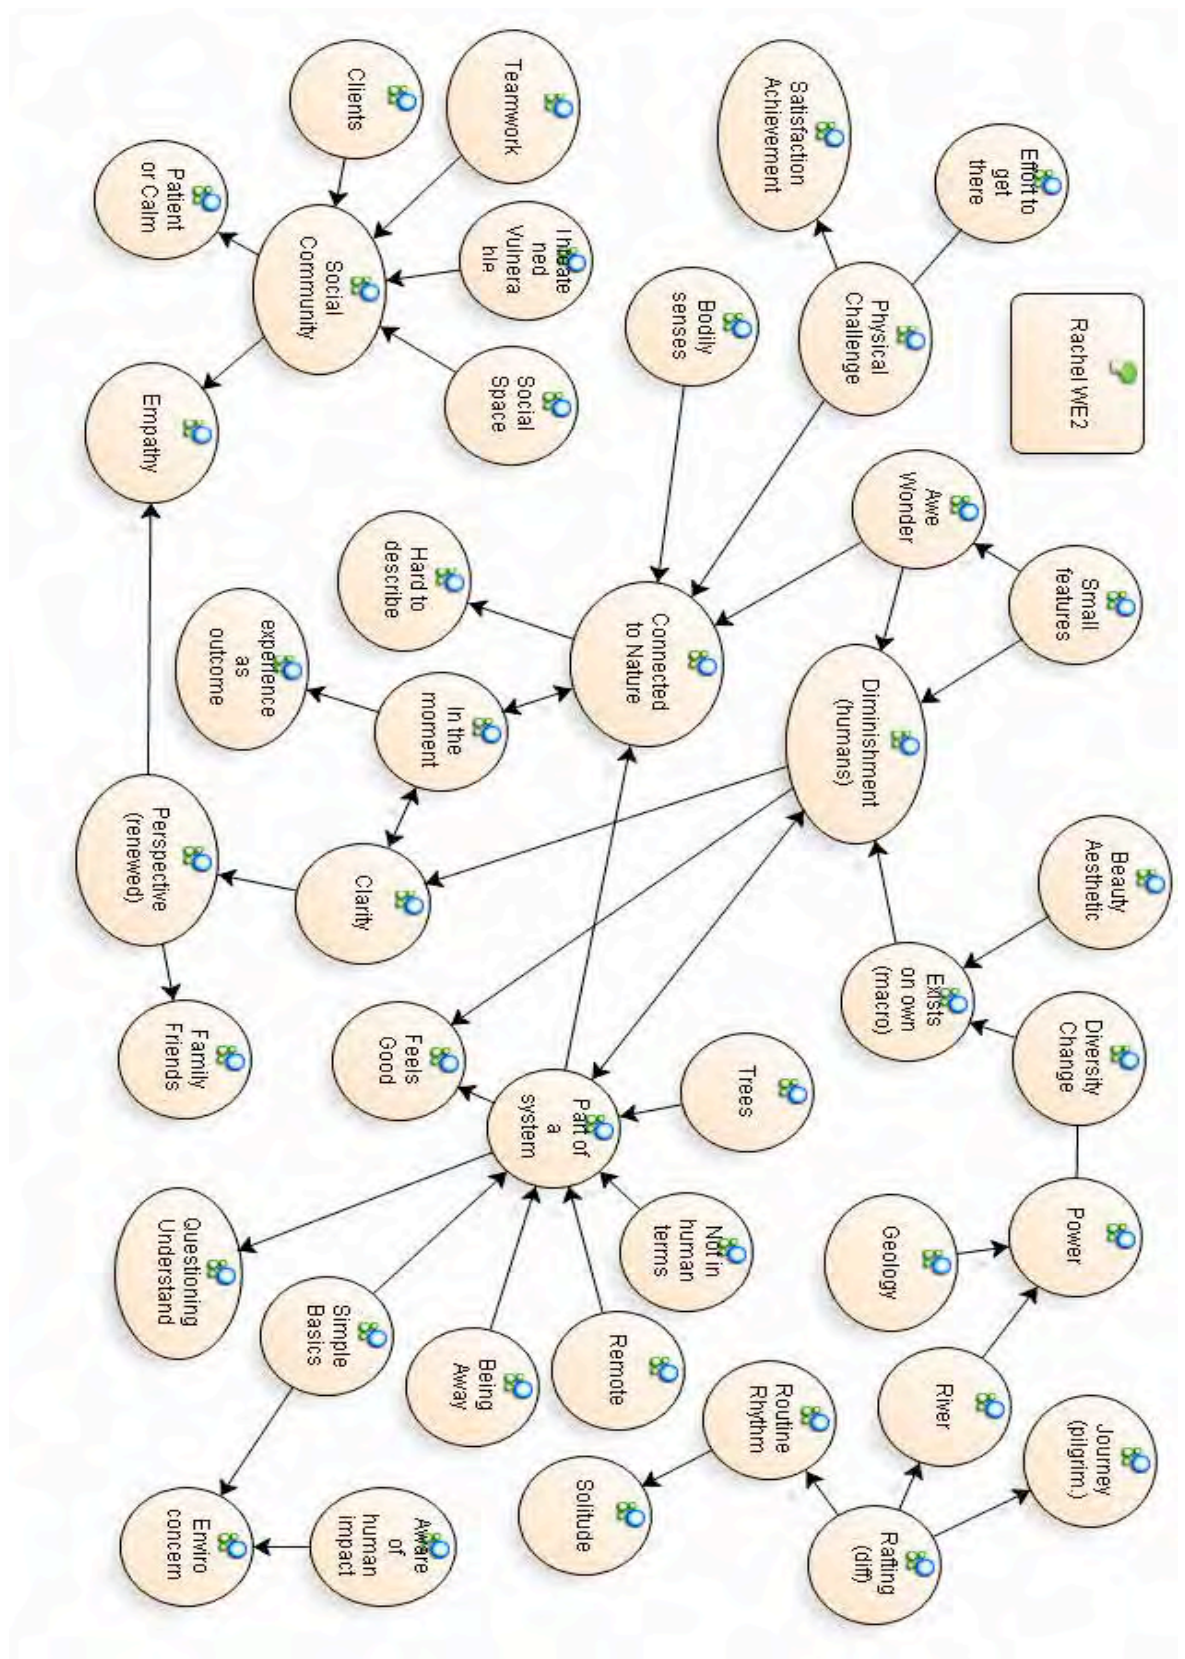 Rachel WE2
Effort to
get
there
Small
features
Beauty
Aesthetic
Diversity
Change
Power
Journey
(pilgrim.)
Satisfaction
Achievement
Physical
Challenge
Awe
Wonder
Diminishment
(humans)
Exists
on own
(macro)
Geology
River
Rafting
(diff)
Bodily
senses
Connected
to Nature
Trees
Not in
human
terms
Routine
Rhythm
Teamwork
ned
Vulnera
ble
Social
Space
Part of
a
system
Remote
Solitude
Clients
Social
Community
Hard to
describe
In the
moment
Clarity
Feels
Good
Being
Away
Simple
Basics
Aware
of
human
impact
Patient
or Calm
Empathy
experience
as
outcome
Perspective
(renewed)
Family
Friends
Questioning
Understand
Enviro
concern